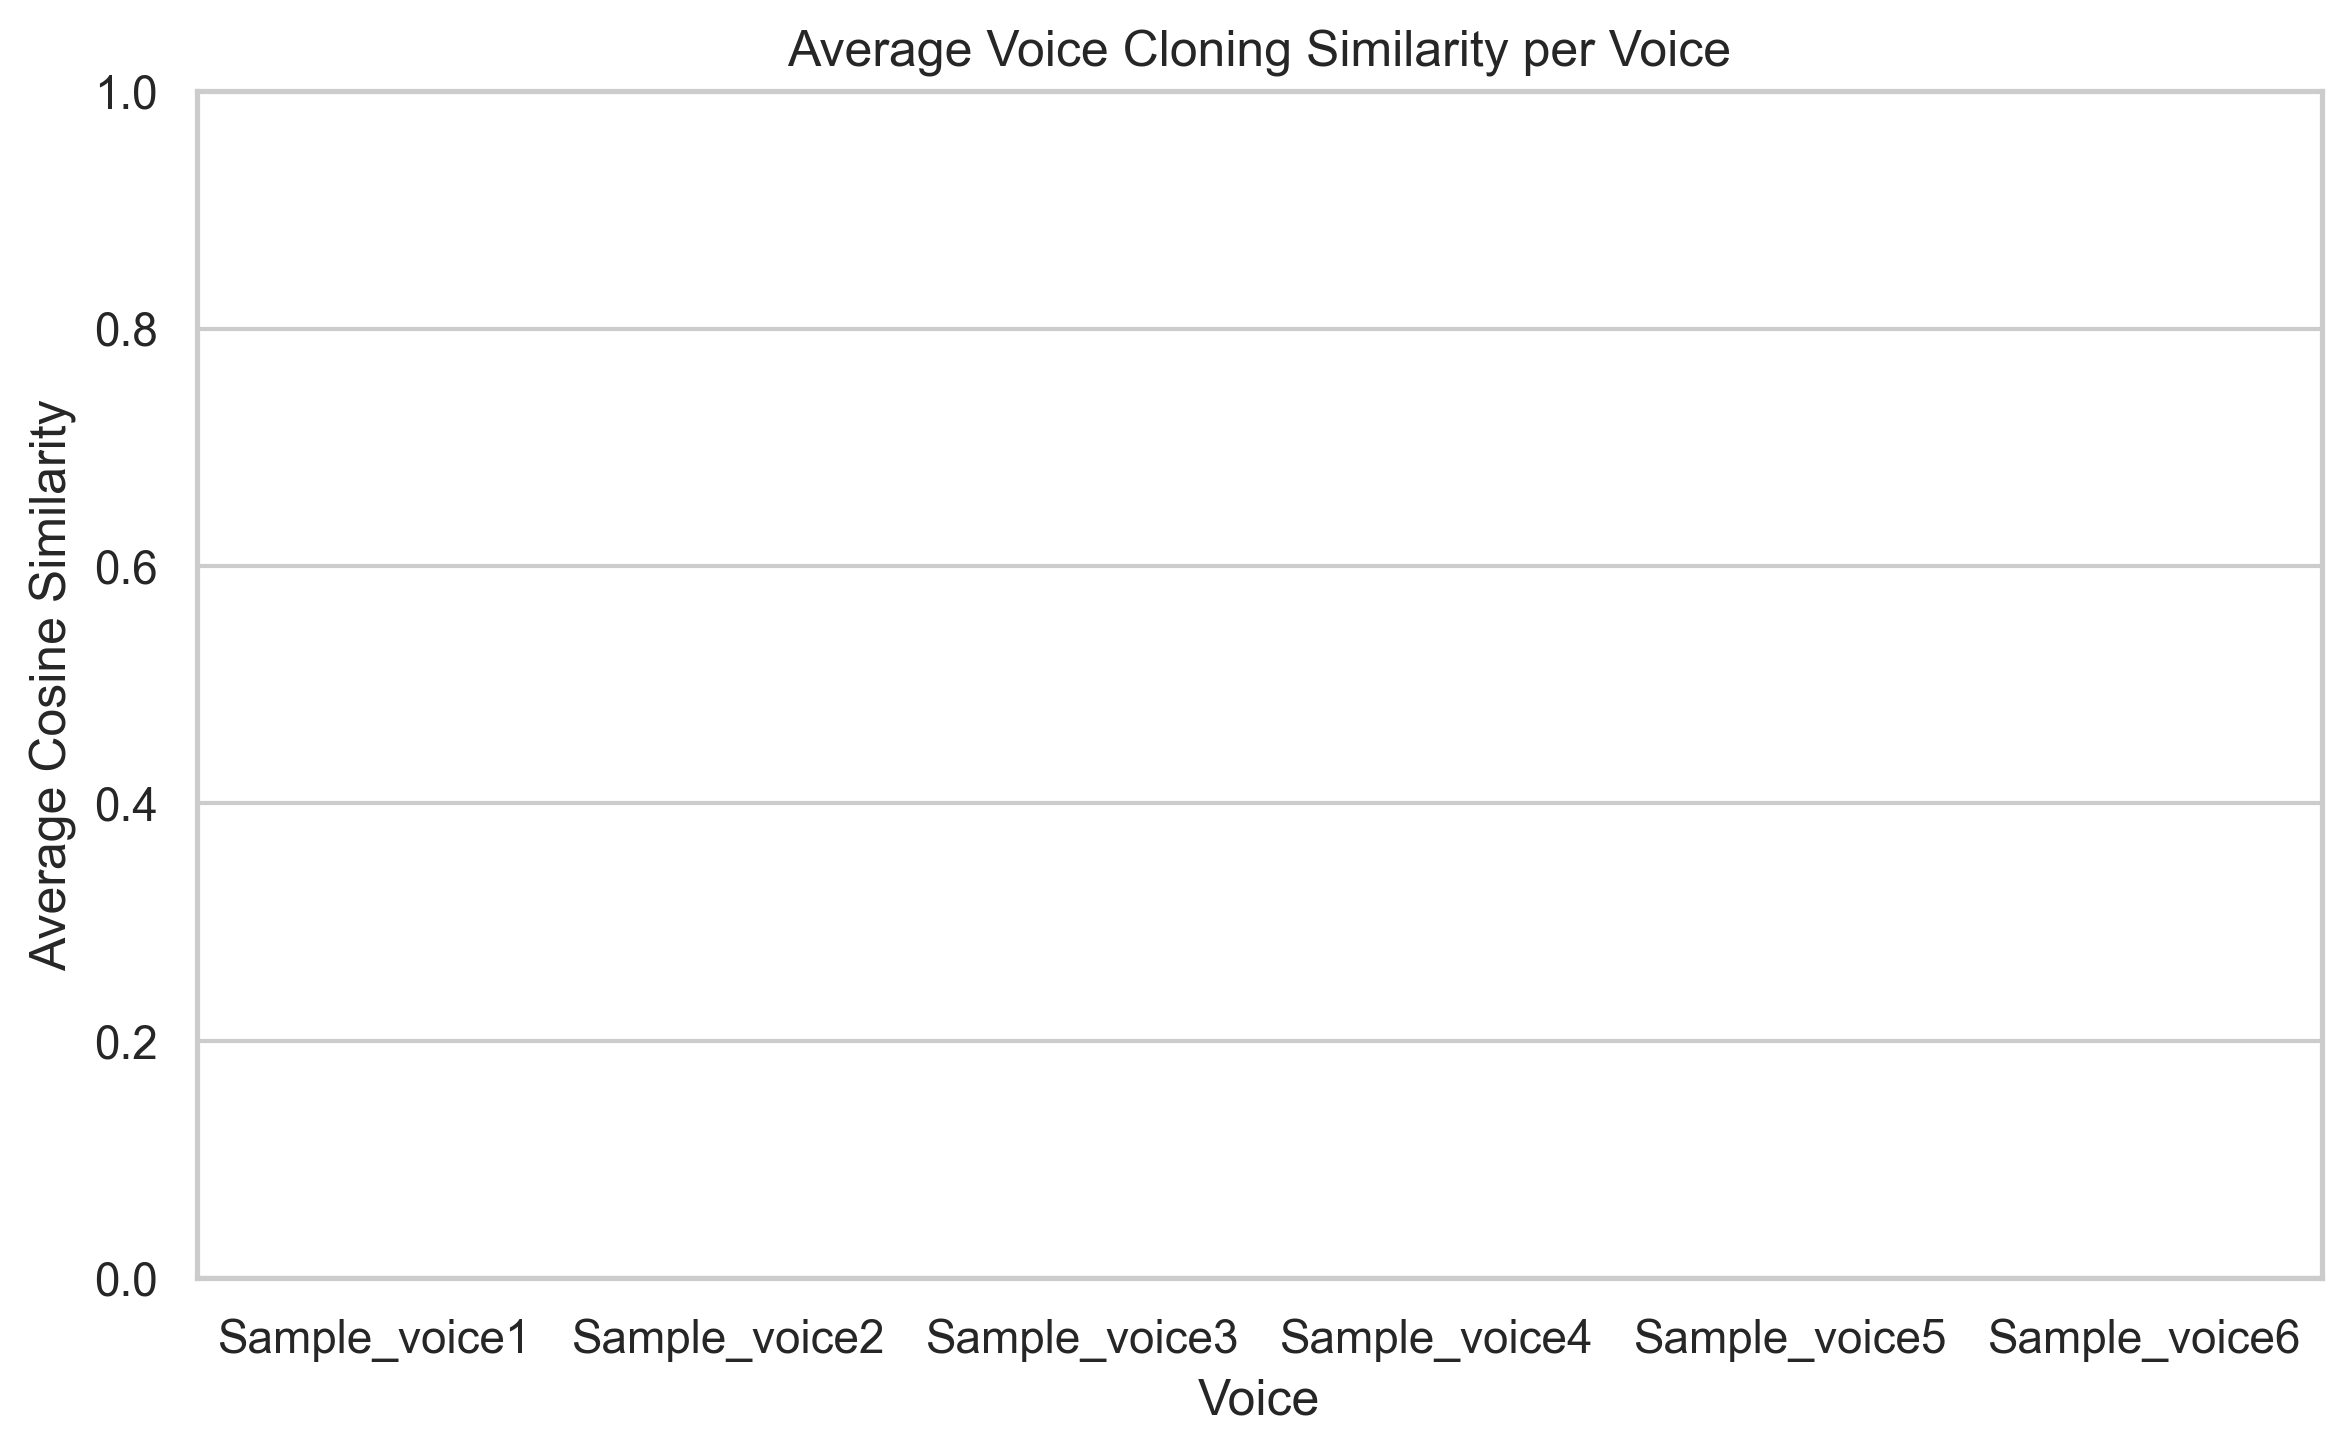 Average Voice Cloning Similarity per Voice
1.0
0.8
0.6
0.4
0.2
0.0
Average Cosine Similarity
Sample_voice1 Sample_voice2 Sample_voice3 Sample_voice4 Sample_voice5 Sample_voice6
Voice